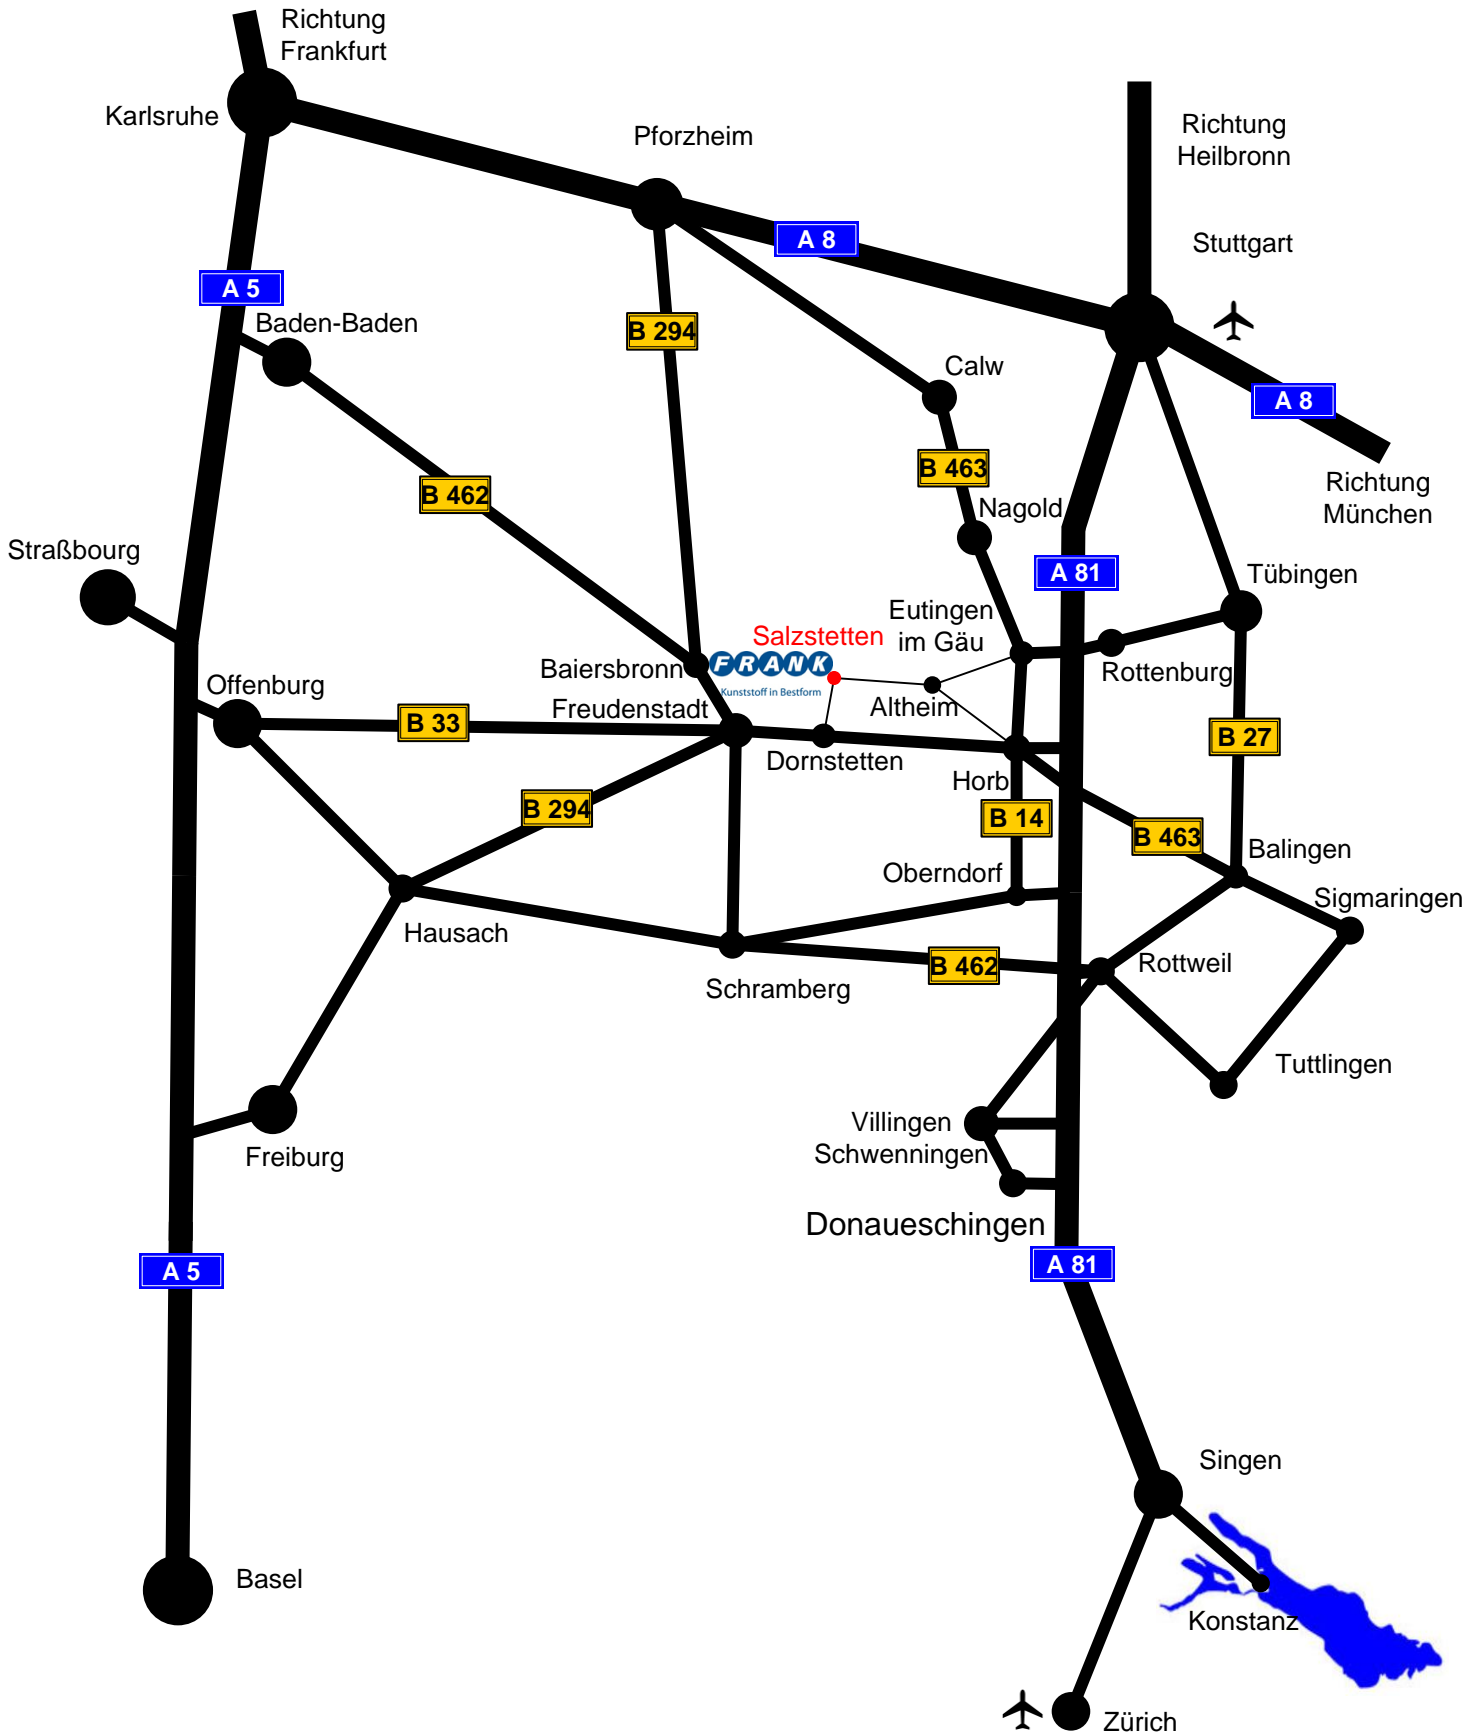 Richtung
Frankfurt
Karlsruhe
Pforzheim
Richtung
Heilbronn
A 8
Stuttgart
A 5
Baden-Baden
B 294
Calw
A 8
B 462
B 463
Richtung
München
Nagold
Straßbourg
A 81
Tübingen
Eutingen
im Gäu
Salzstetten
Baiersbronn
FRANK
Kunststoff in Bestform
Rottenburg
Offenburg
Freudenstadt
Altheim
B 33
B 27
Dornstetten
Horb
B 294
B 14
B 463
Balingen
Oberndorf
Sigmaringen
Hausach
B 462
Rottweil
Schramberg
Tuttlingen
Villingen
Schwenningen
Freiburg
Donaueschingen
A 5
A 81
Singen
Basel
Konstanz
Zürich